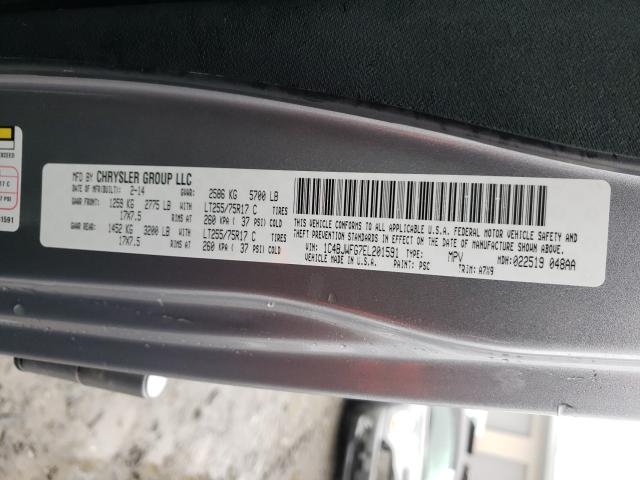 MFD BY CHRYSLER GROUP LLC
DATE OF MFR(BUILT): 2-14 GVWR: 2586 KG 5700 LB
GAWR FRONT: 1259 KG 2775 LB WITH LT255/75R17 C TIRES
17X7.5 RIMS AT 260 KPA ( 37 PSI) COLD
GAWR REAR: 1452 KG 3200 LB WITH LT255/75R17 C TIRES
17X7.5 RIMS AT 260 KPA ( 37 PSI) COLD
THIS VEHICLE CONFORMS TO ALL APPLICABLE U.S.A. FEDERAL MOTOR VEHICLE SAFETY AND
THEFT PREVENTION STANDARDS IN EFFECT ON THE DATE OF MANUFACTURE SHOWN ABOVE.
VIN: 1C4BJWFG7EL201591 TYPE: MPV MDH: 022519 048AA
MADE IN U.S.A. PAINT: PSC TRIM: A7X9
17 C
1591